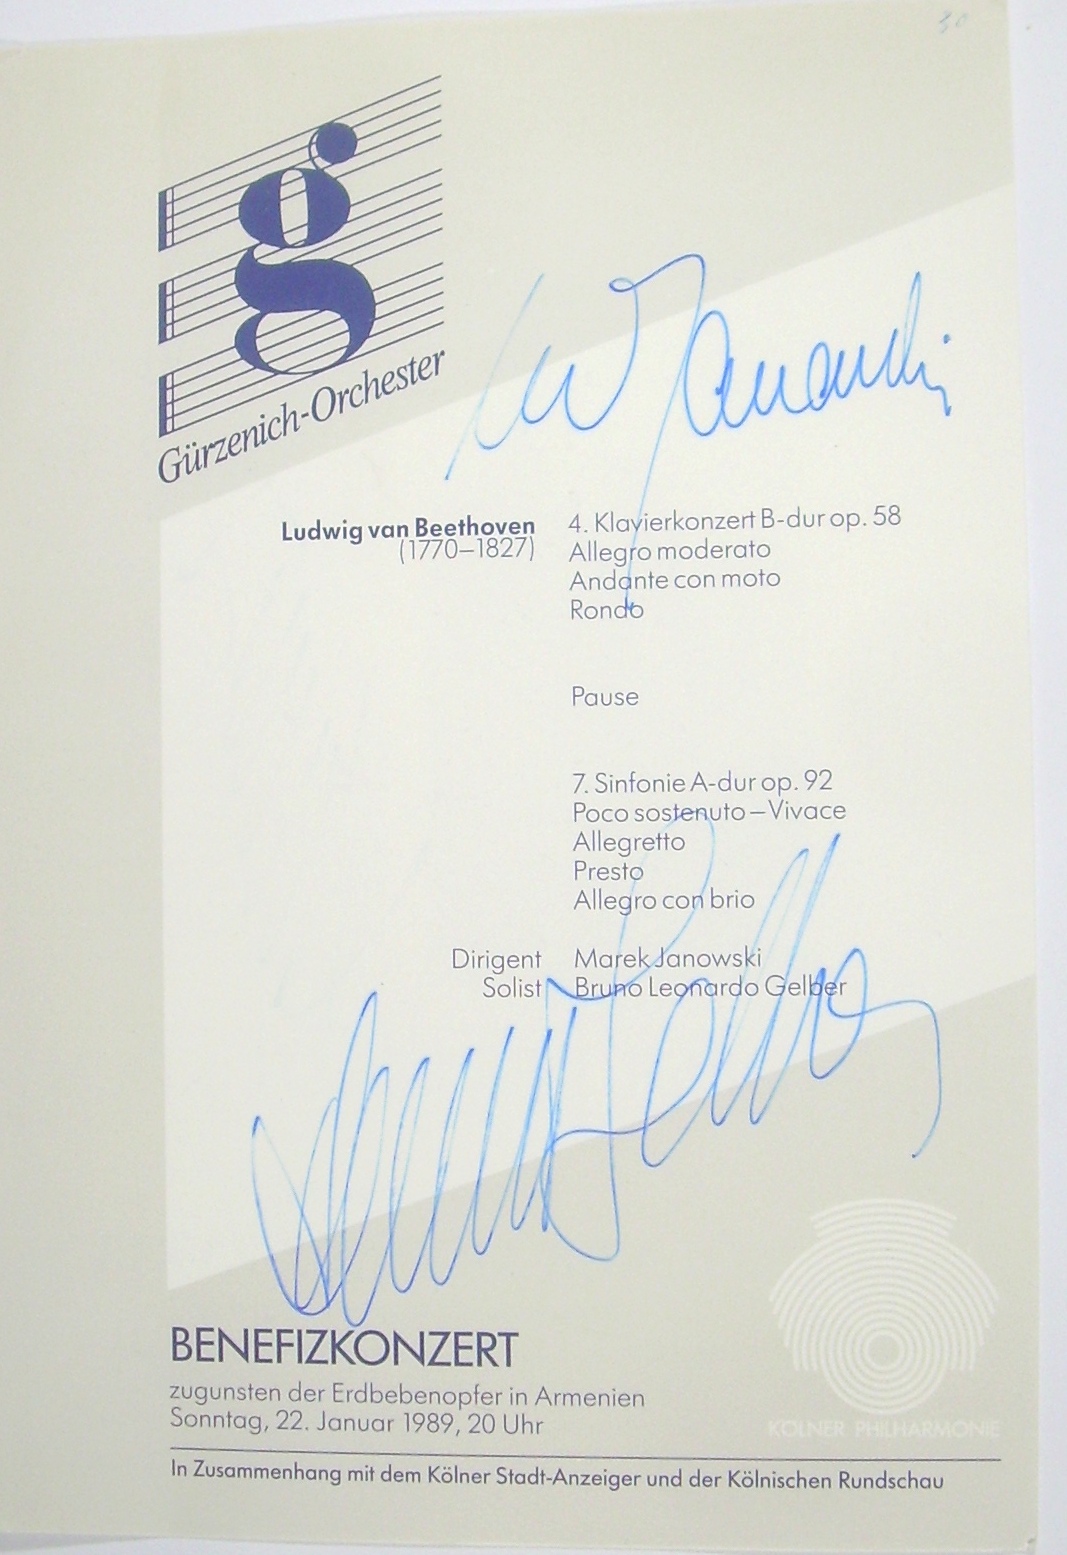 30
Gürzenich-Orchester
Ludwig van Beethoven 4. Klavierkonzert B-dur op. 58
(1770–1827) Allegro moderato
Andante con moto
Rondo
Pause
7. Sinfonie A-dur op. 92
Poco sostenuto – Vivace
Allegretto
Presto
Allegro con brio
Dirigent Marek Janowski
Solist Bruno Leonardo Gelber
BENEFIZKONZERT
zugunsten der Erdbebenopfer in Armenien
Sonntag, 22. Januar 1989, 20 Uhr
KÖLNER PHILHARMONIE
In Zusammenhang mit dem Kölner Stadt-Anzeiger und der Kölnischen Rundschau